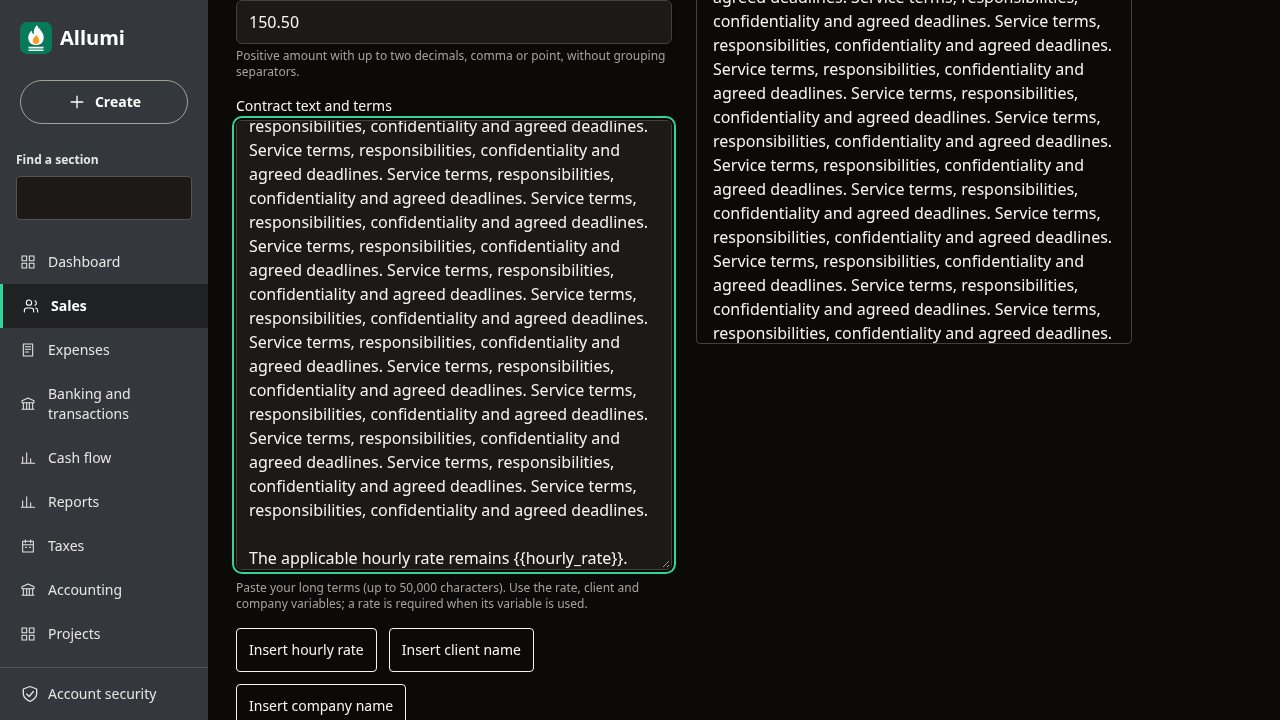 Allumi
Create
Find a section
Dashboard
Sales
Expenses
Banking and
transactions
Cash flow
Reports
Taxes
Accounting
Projects
Account security
150.50
Positive amount with up to two decimals, comma or point, without grouping
separators.
Contract text and terms
responsibilities, confidentiality and agreed deadlines.
Service terms, responsibilities, confidentiality and
agreed deadlines. Service terms, responsibilities,
confidentiality and agreed deadlines. Service terms,
responsibilities, confidentiality and agreed deadlines.
Service terms, responsibilities, confidentiality and
agreed deadlines. Service terms, responsibilities,
confidentiality and agreed deadlines. Service terms,
responsibilities, confidentiality and agreed deadlines.
Service terms, responsibilities, confidentiality and
agreed deadlines. Service terms, responsibilities,
confidentiality and agreed deadlines. Service terms,
responsibilities, confidentiality and agreed deadlines.
Service terms, responsibilities, confidentiality and
agreed deadlines. Service terms, responsibilities,
confidentiality and agreed deadlines. Service terms,
responsibilities, confidentiality and agreed deadlines.
The applicable hourly rate remains {{hourly_rate}}.
Paste your long terms (up to 50,000 characters). Use the rate, client and
company variables; a rate is required when its variable is used.
Insert hourly rate
Insert client name
Insert company name
agreed deadlines. Service terms, responsibilities,
confidentiality and agreed deadlines. Service terms,
responsibilities, confidentiality and agreed deadlines.
Service terms, responsibilities, confidentiality and
agreed deadlines. Service terms, responsibilities,
confidentiality and agreed deadlines. Service terms,
responsibilities, confidentiality and agreed deadlines.
Service terms, responsibilities, confidentiality and
agreed deadlines. Service terms, responsibilities,
confidentiality and agreed deadlines. Service terms,
responsibilities, confidentiality and agreed deadlines.
Service terms, responsibilities, confidentiality and
agreed deadlines. Service terms, responsibilities,
confidentiality and agreed deadlines. Service terms,
responsibilities, confidentiality and agreed deadlines.